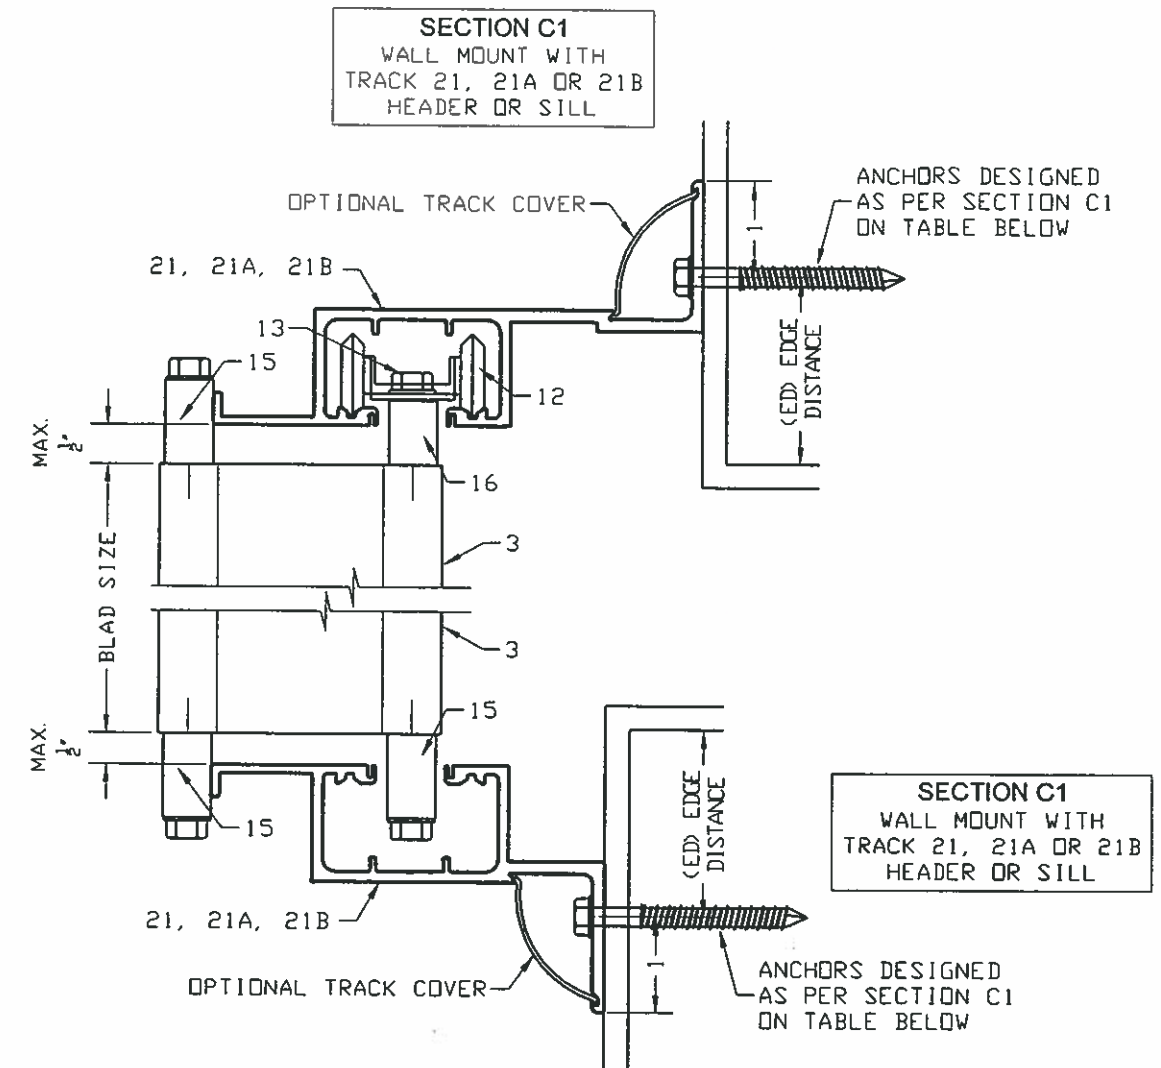 SECTION C1
WALL MOUNT WITH
TRACK 21, 21A OR 21B
HEADER OR SILL
OPTIONAL TRACK COVER
ANCHORS DESIGNED
AS PER SECTION C1
ON TABLE BELOW
1
21, 21A, 21B
13
15
12
(ED) EDGE
DISTANCE
MAX.
1/2"
16
3
BLAD SIZE
3
15
MAX.
1/2"
15
(ED) EDGE
DISTANCE
SECTION C1
WALL MOUNT WITH
TRACK 21, 21A OR 21B
HEADER OR SILL
21, 21A, 21B
1
OPTIONAL TRACK COVER
ANCHORS DESIGNED
AS PER SECTION C1
ON TABLE BELOW